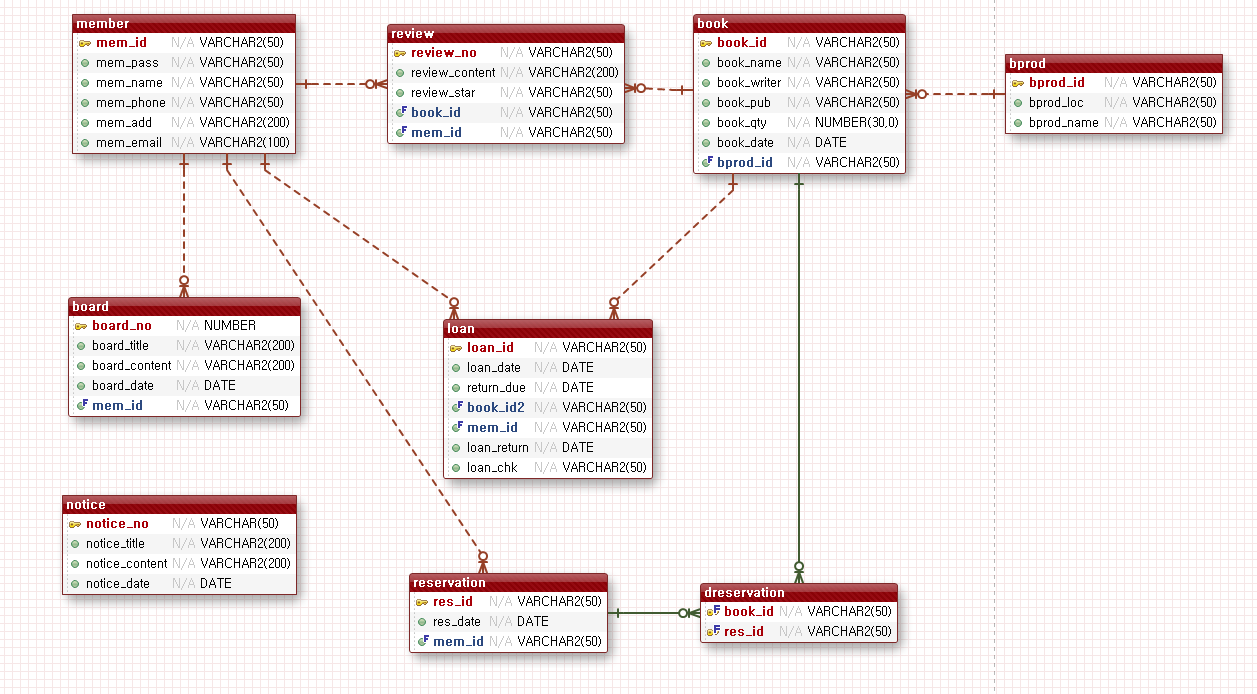 member
mem_id N/A VARCHAR2(50)
mem_pass N/A VARCHAR2(50)
mem_name N/A VARCHAR2(50)
mem_phone N/A VARCHAR2(50)
mem_add N/A VARCHAR2(200)
mem_email N/A VARCHAR2(100)
review
review_no N/A VARCHAR2(50)
review_content N/A VARCHAR2(200)
review_star N/A VARCHAR2(50)
F book_id N/A VARCHAR2(50)
F mem_id N/A VARCHAR2(50)
book
book_id N/A VARCHAR2(50)
book_name N/A VARCHAR2(50)
book_writer N/A VARCHAR2(50)
book_pub N/A VARCHAR2(50)
book_qty N/A NUMBER(30,0)
book_date N/A DATE
F bprod_id N/A VARCHAR2(50)
bprod
bprod_id N/A VARCHAR2(50)
bprod_loc N/A VARCHAR2(50)
bprod_name N/A VARCHAR2(50)
board
board_no N/A NUMBER
board_title N/A VARCHAR2(200)
board_content N/A VARCHAR2(200)
board_date N/A DATE
F mem_id N/A VARCHAR2(50)
loan
loan_id N/A VARCHAR2(50)
loan_date N/A DATE
return_due N/A DATE
F book_id2 N/A VARCHAR2(50)
F mem_id N/A VARCHAR2(50)
loan_return N/A DATE
loan_chk N/A VARCHAR2(50)
notice
notice_no N/A VARCHAR(50)
notice_title N/A VARCHAR2(200)
notice_content N/A VARCHAR2(200)
notice_date N/A DATE
reservation
res_id N/A VARCHAR2(50)
res_date N/A DATE
F mem_id N/A VARCHAR2(50)
dreservation
F book_id N/A VARCHAR2(50)
F res_id N/A VARCHAR2(50)